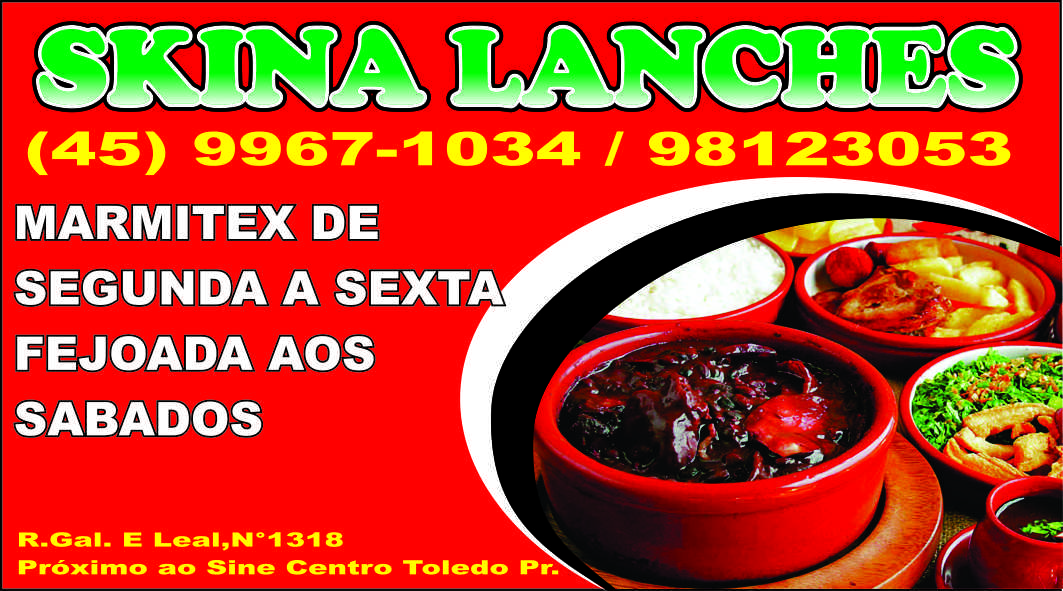 SKINA LANCHES
(45) 9967-1034 / 98123053
MARMITEX DE
SEGUNDA A SEXTA
FEJOADA AOS
SABADOS
R.Gal. E Leal,N°1318
Próximo ao Sine Centro Toledo Pr.